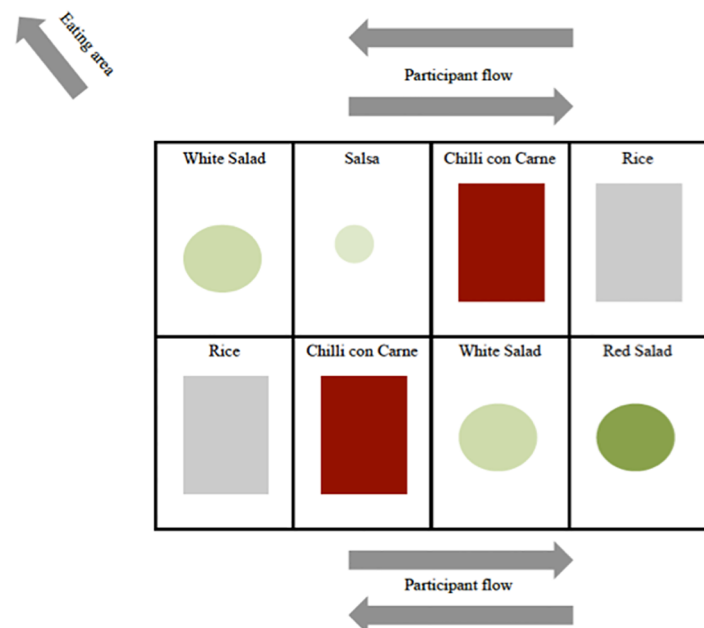 Eating area
Participant flow
White Salad
Salsa
Chilli con Carne
Rice
Rice
Chilli con Carne
White Salad
Red Salad
Participant flow